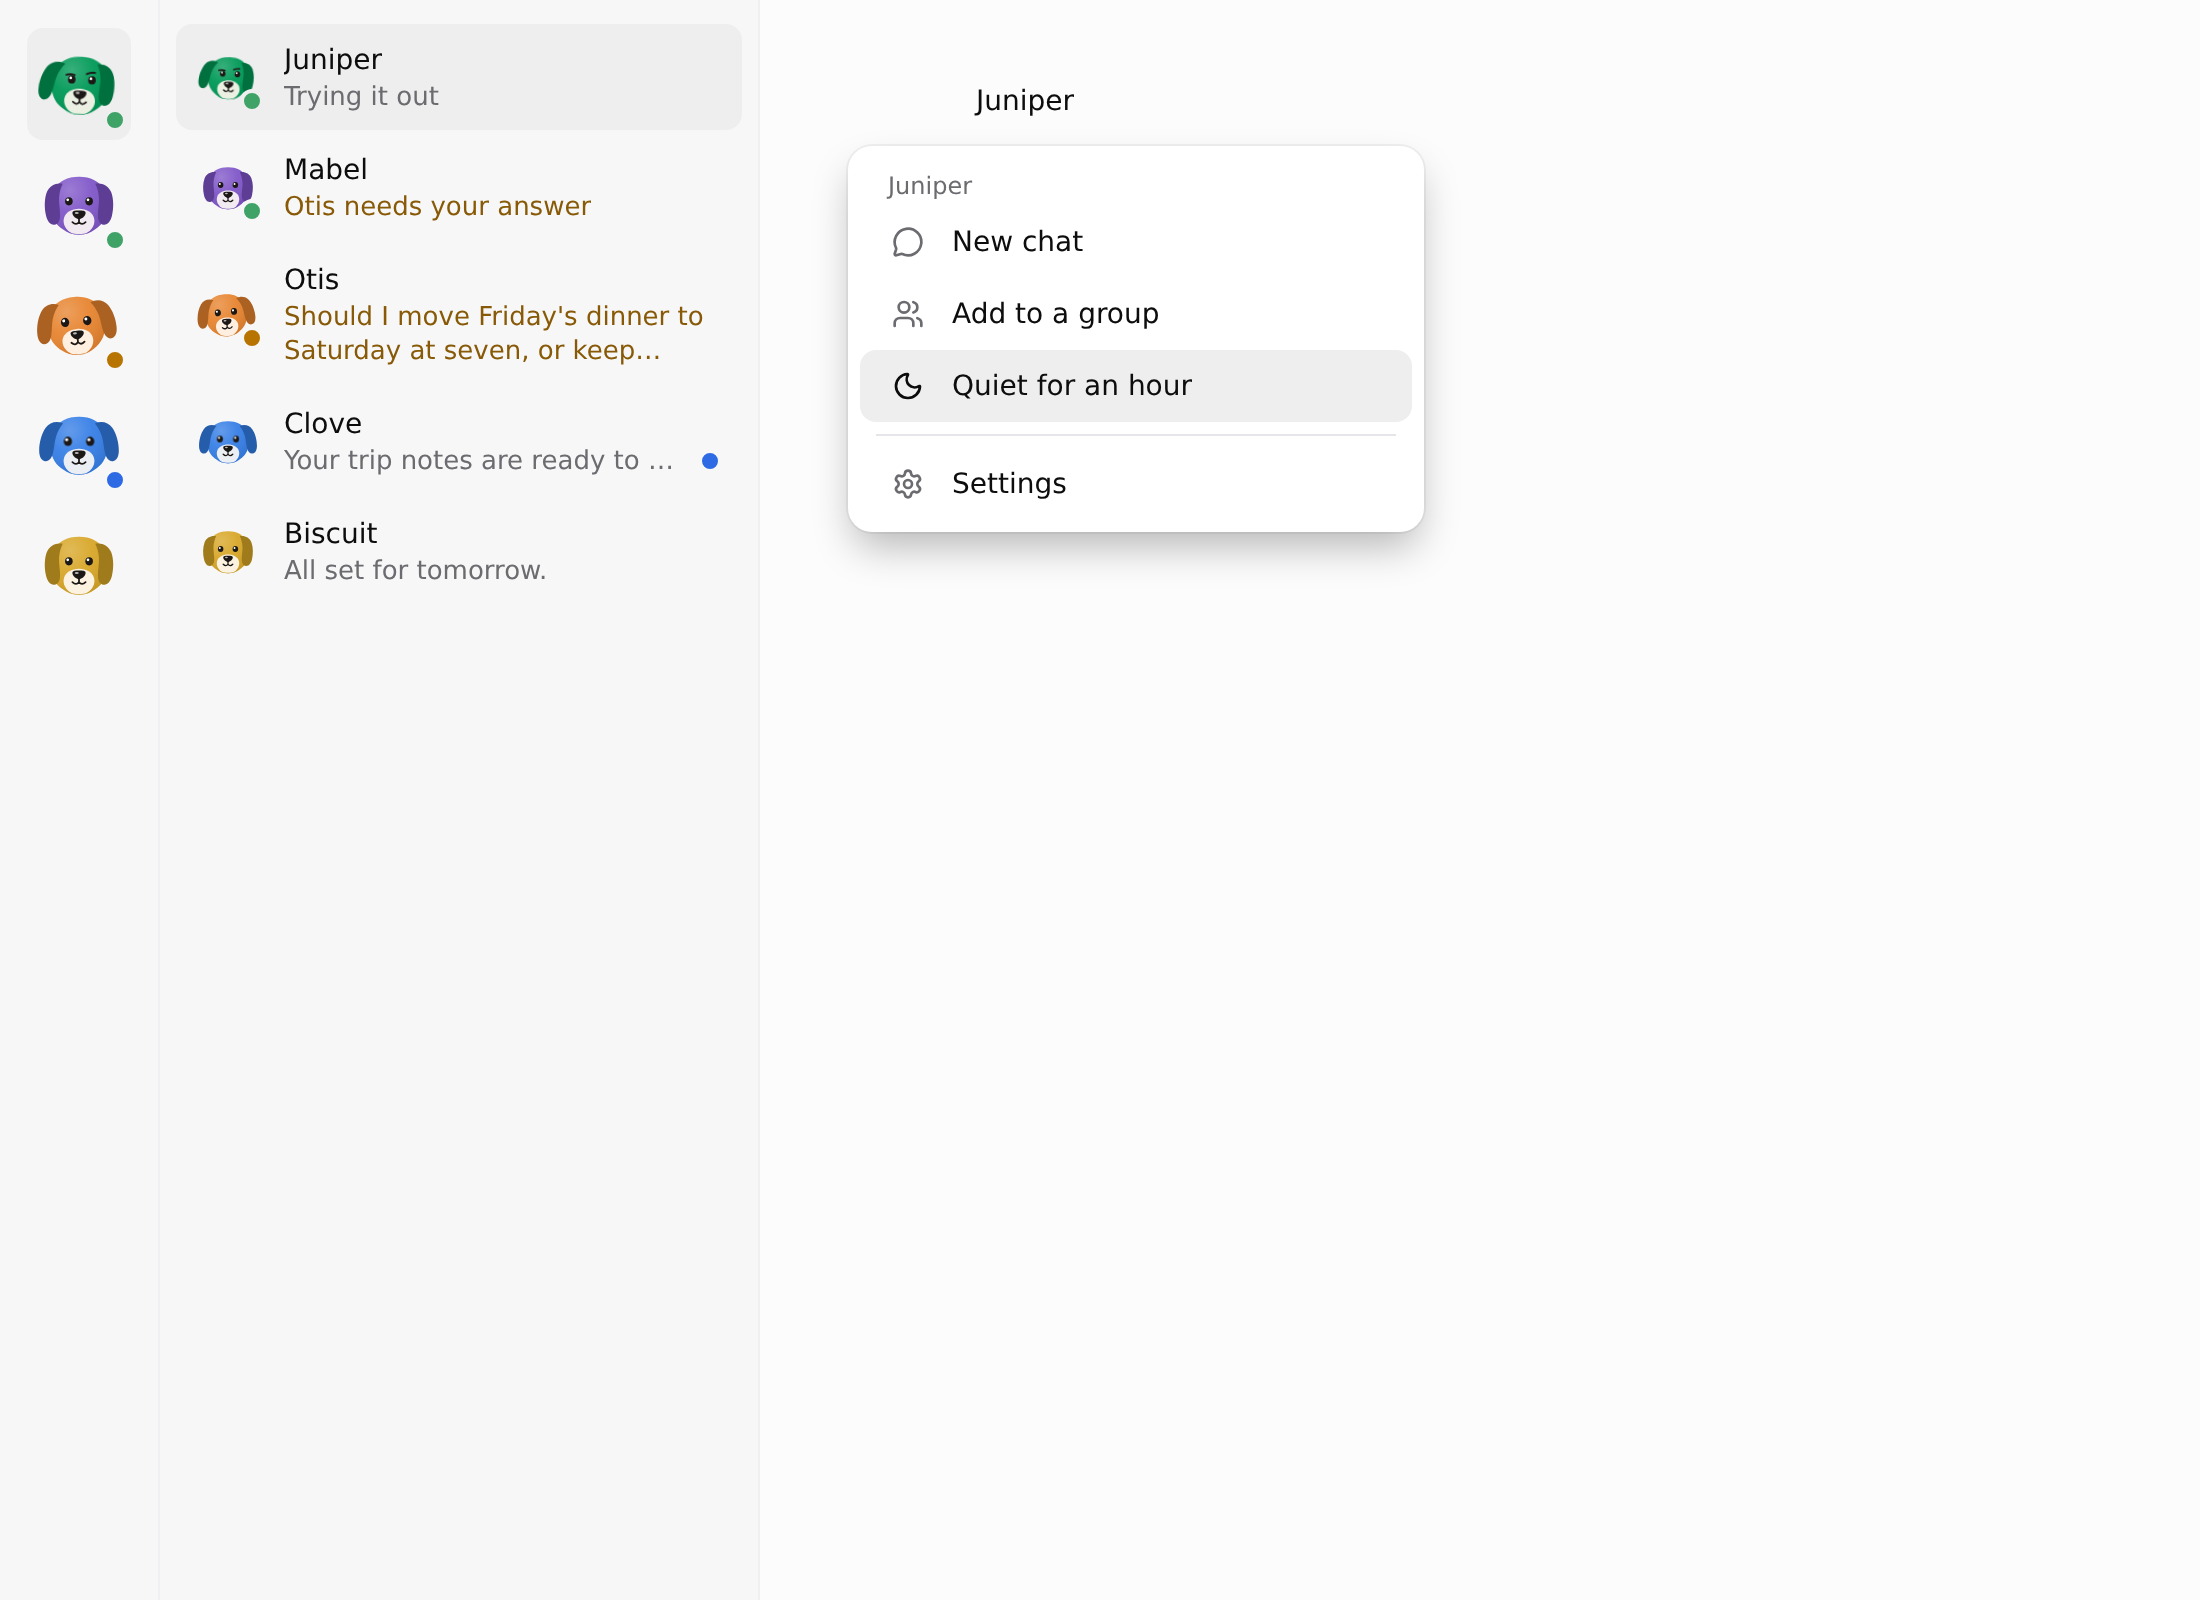 Juniper
Trying it out
Mabel
Otis needs your answer
Otis
Should I move Friday's dinner to
Saturday at seven, or keep…
Clove
Your trip notes are ready to …
Biscuit
All set for tomorrow.
Juniper
Juniper
New chat
Add to a group
Quiet for an hour
Settings